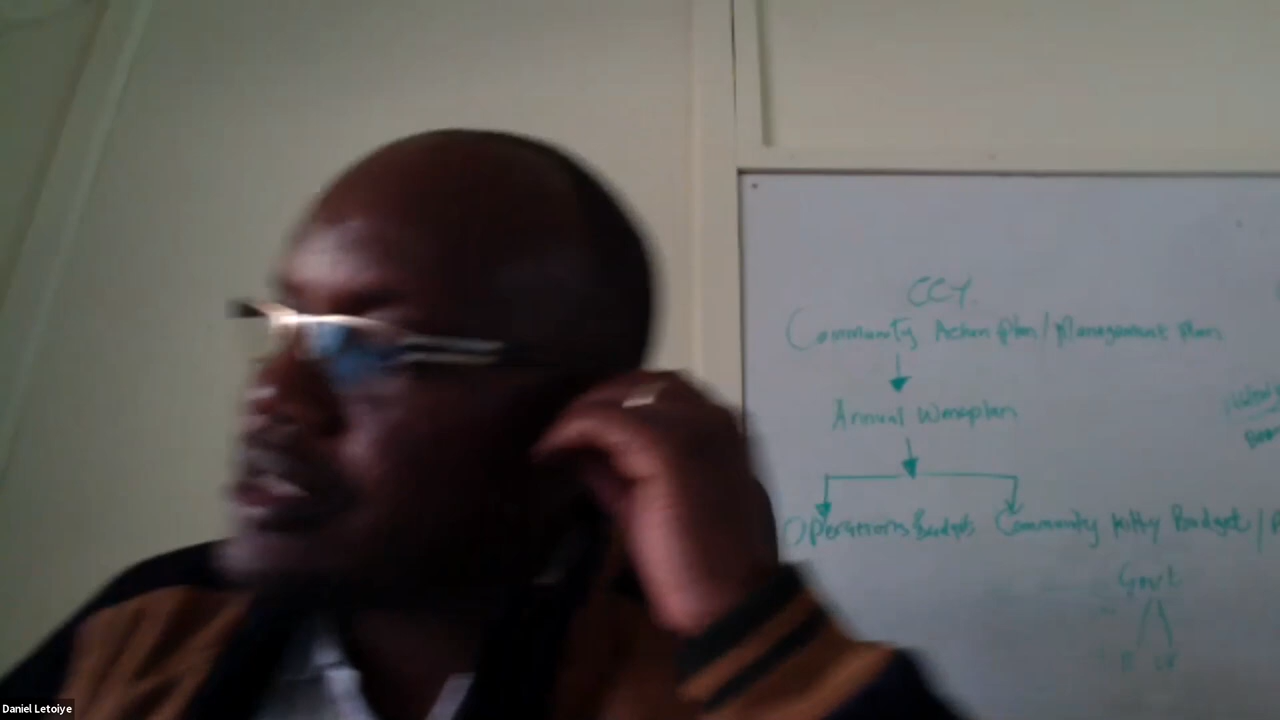 CCY
Community Action Plan/Management Plan
Annual Workplan
Operations Budgets Community Kitty Budget/
Govt
Daniel Letoiye